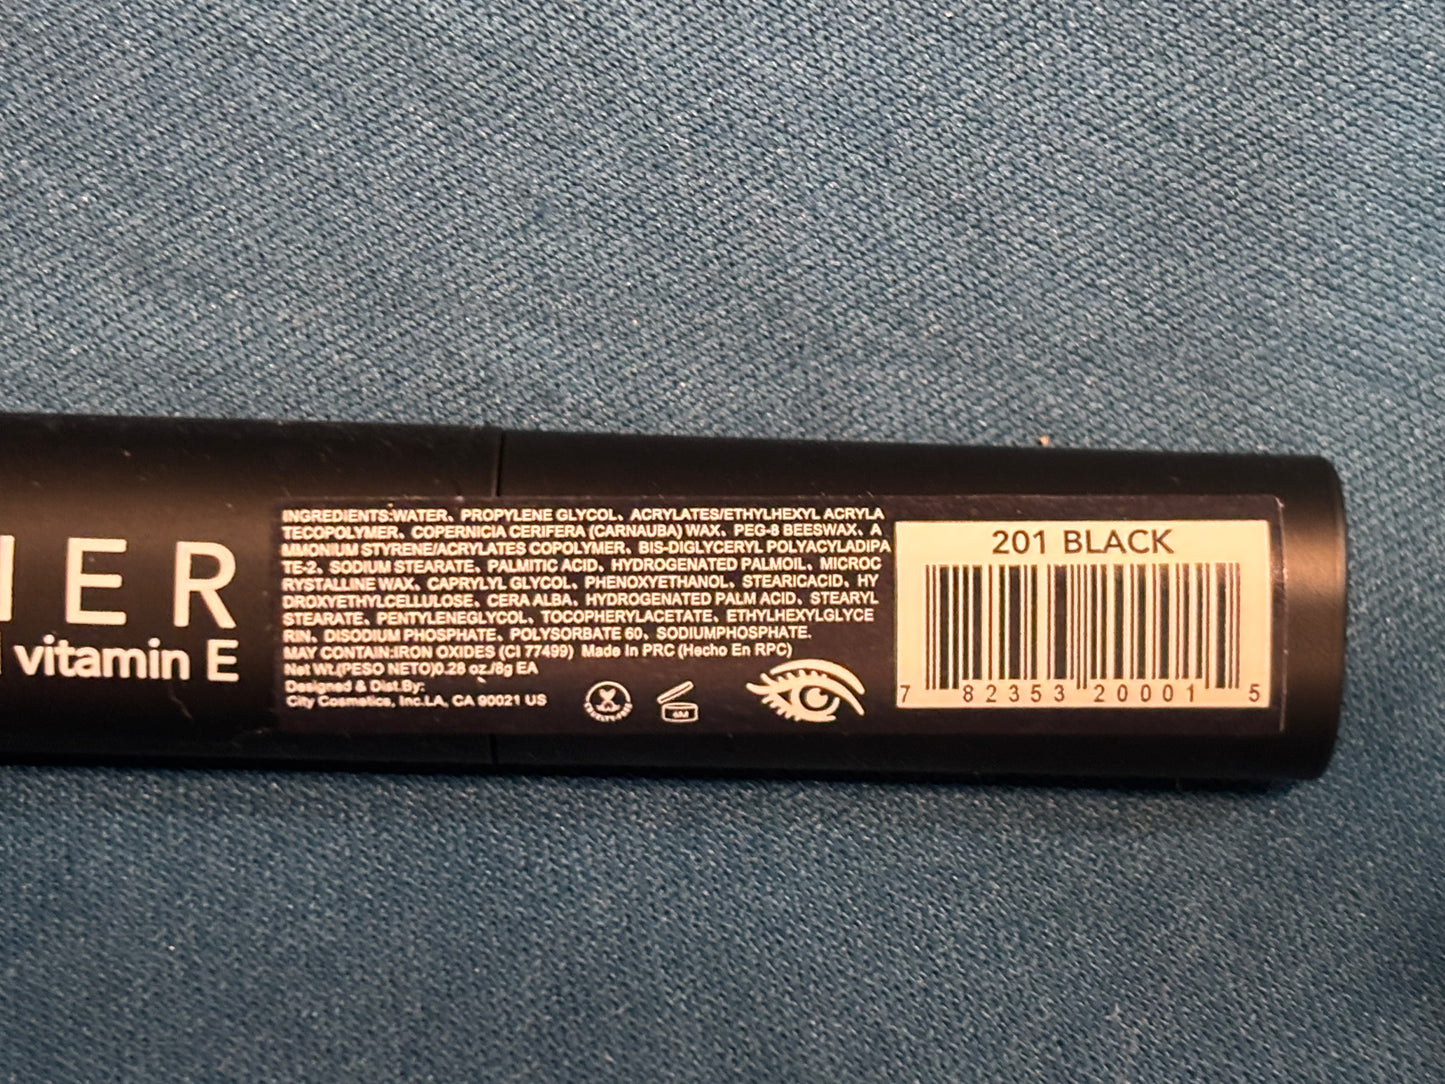 HER
vitamin E
INGREDIENTS:WATER、PROPYLENE GLYCOL、ACRYLATES/ETHYLHEXYL ACRYLA
TECOPOLYMER、COPERNICIA CERIFERA (CARNAUBA) WAX、PEG-8 BEESWAX、A
MMONIUM STYRENE/ACRYLATES COPOLYMER、BIS-DIGLYCERYL POLYACYLADIPA
TE-2、SODIUM STEARATE、PALMITIC ACID、HYDROGENATED PALMOIL、MICROC
RYSTALLINE WAX、CAPRYLYL GLYCOL、PHENOXYETHANOL、STEARICACID、HY
DROXYETHYLCELLULOSE、CERA ALBA、HYDROGENATED PALM ACID、STEARYL
STEARATE、PENTYLENEGLYCOL、TOCOPHERYLACETATE、ETHYLHEXYLGLYCE
RIN、DISODIUM PHOSPHATE、POLYSORBATE 60、SODIUMPHOSPHATE.
MAY CONTAIN:IRON OXIDES (CI 77499) Made In PRC (Hecho En RPC)
Net Wt.(PESO NETO)0.28 oz./8g EA
Designed & Dist.By:
City Cosmetics, Inc.LA, CA 90021 US
CRUELTY-FREE
6M
201 BLACK
7 82353 20001 5